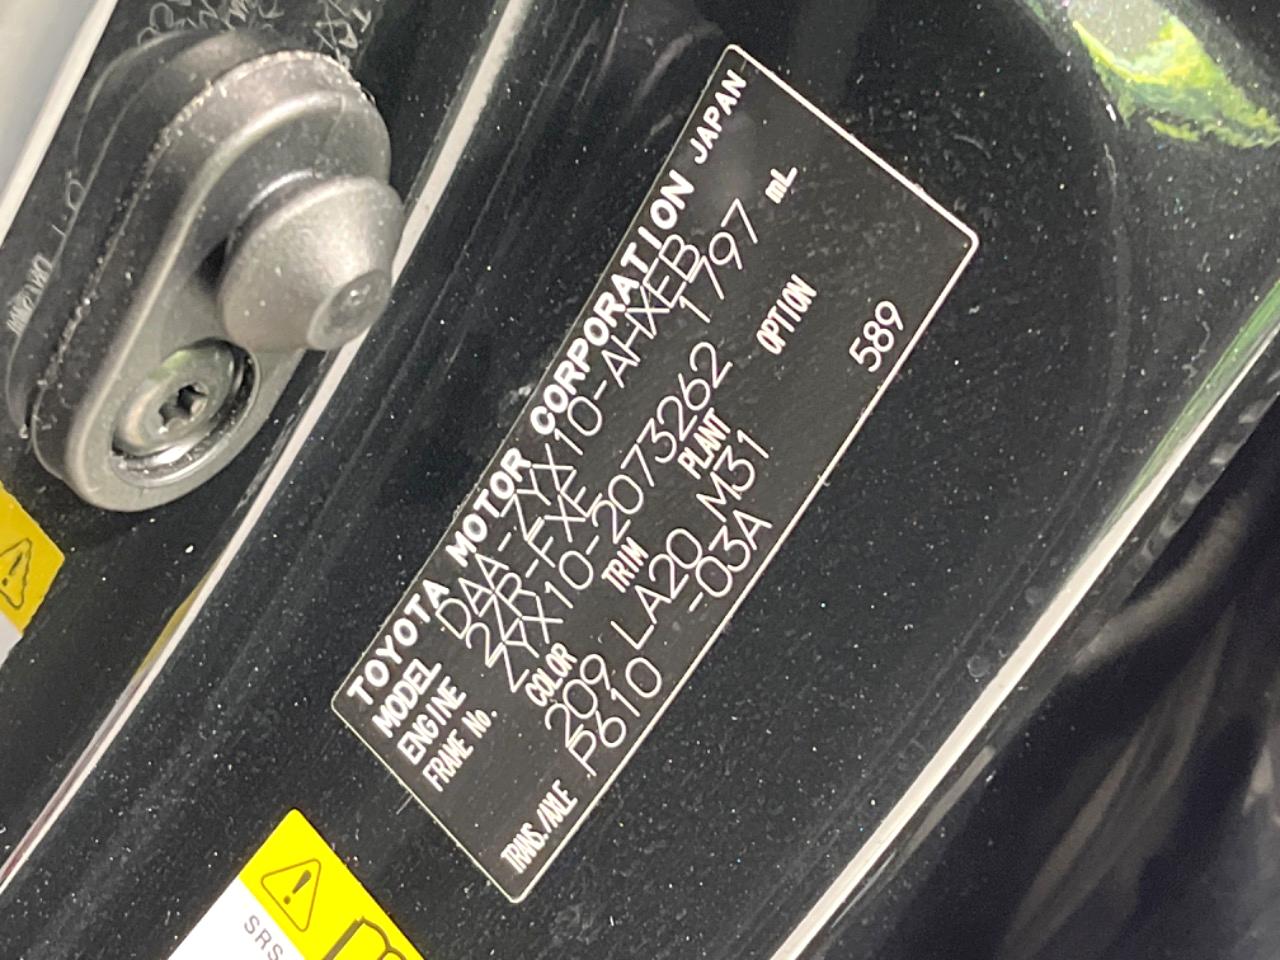 TOYOTA MOTOR CORPORATION JAPAN
MODEL DAA-ZYX10-AHXEB
ENGINE 2ZR-FXE 1797 mL
FRAME No. ZYX10-2073262
COLOR TRIM PLANT OPTION
209 LA20 M31 589
TRANS./AXLE P610 -03A
SRS